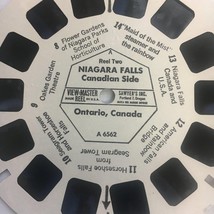 Reel Two
NIAGARA FALLS
Canadian Side
VIEW-MASTER
REEL
SAWYER'S INC.
Ontario, Canada
A 6562
Flower Gardens
of Niagara Parks
School of
Horticulture
14 "Maid of the Mist"
steamer and
the rainbow
13 Niagara Falls
Canada and
U.S.A.
12 American Falls
and Rainbow
Bridge
11 Horseshoe Falls
from
Seagram Tower
10 Seagram Tower
and Horseshoe
Falls
9 Oakes Garden
Theatre